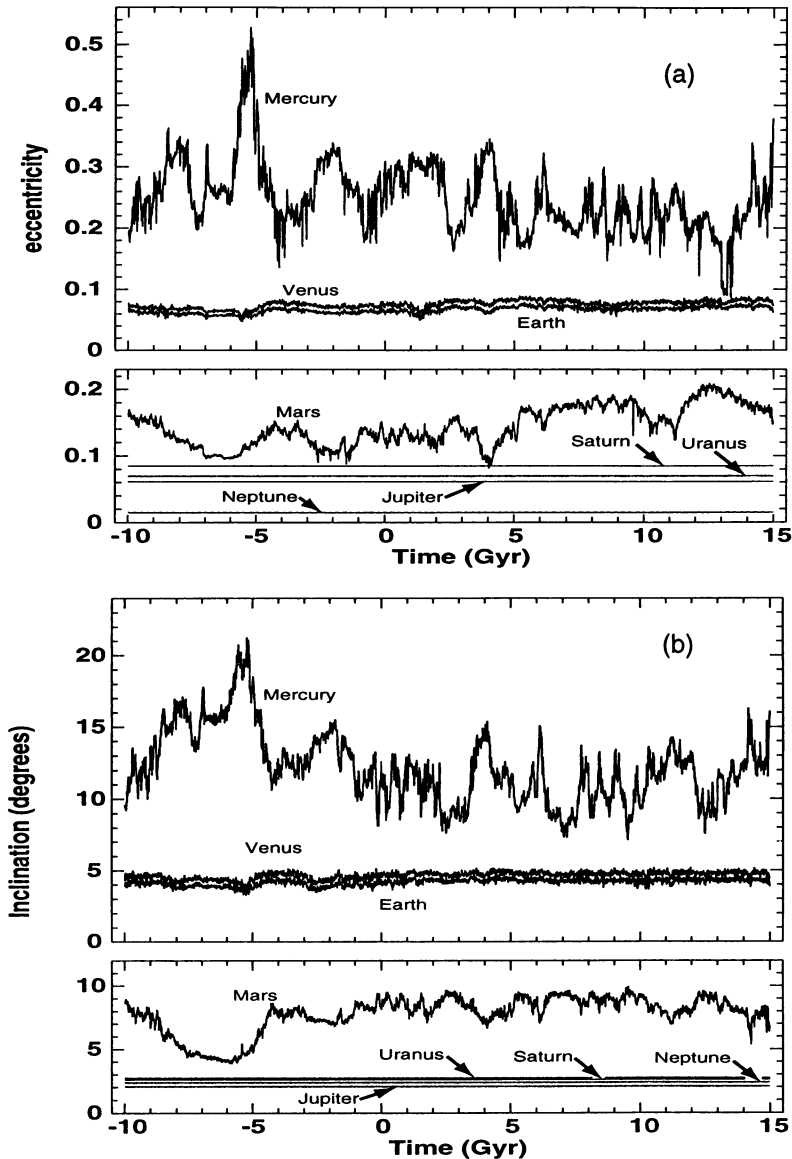 (a)
eccentricity
0.5
0.4
0.3
0.2
0.1
0
Mercury
Venus
Earth
0.2
0.1
0
Mars
Saturn
Uranus
Neptune
Jupiter
-10 -5 0 5 10 15
Time (Gyr)
(b)
Inclination (degrees)
20
15
10
5
0
Mercury
Venus
Earth
10
5
0
Mars
Uranus
Saturn
Neptune
Jupiter
-10 -5 0 5 10 15
Time (Gyr)